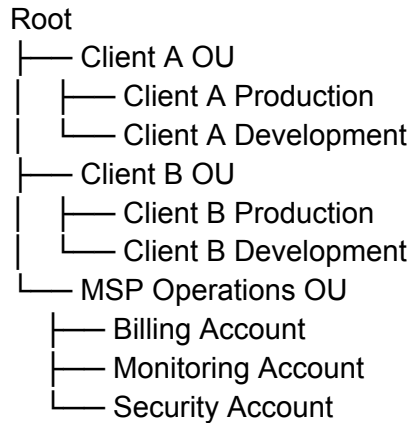 Root
├── Client A OU
│   ├── Client A Production
│   └── Client A Development
├── Client B OU
│   ├── Client B Production
│   └── Client B Development
└── MSP Operations OU
    ├── Billing Account
    ├── Monitoring Account
    └── Security Account